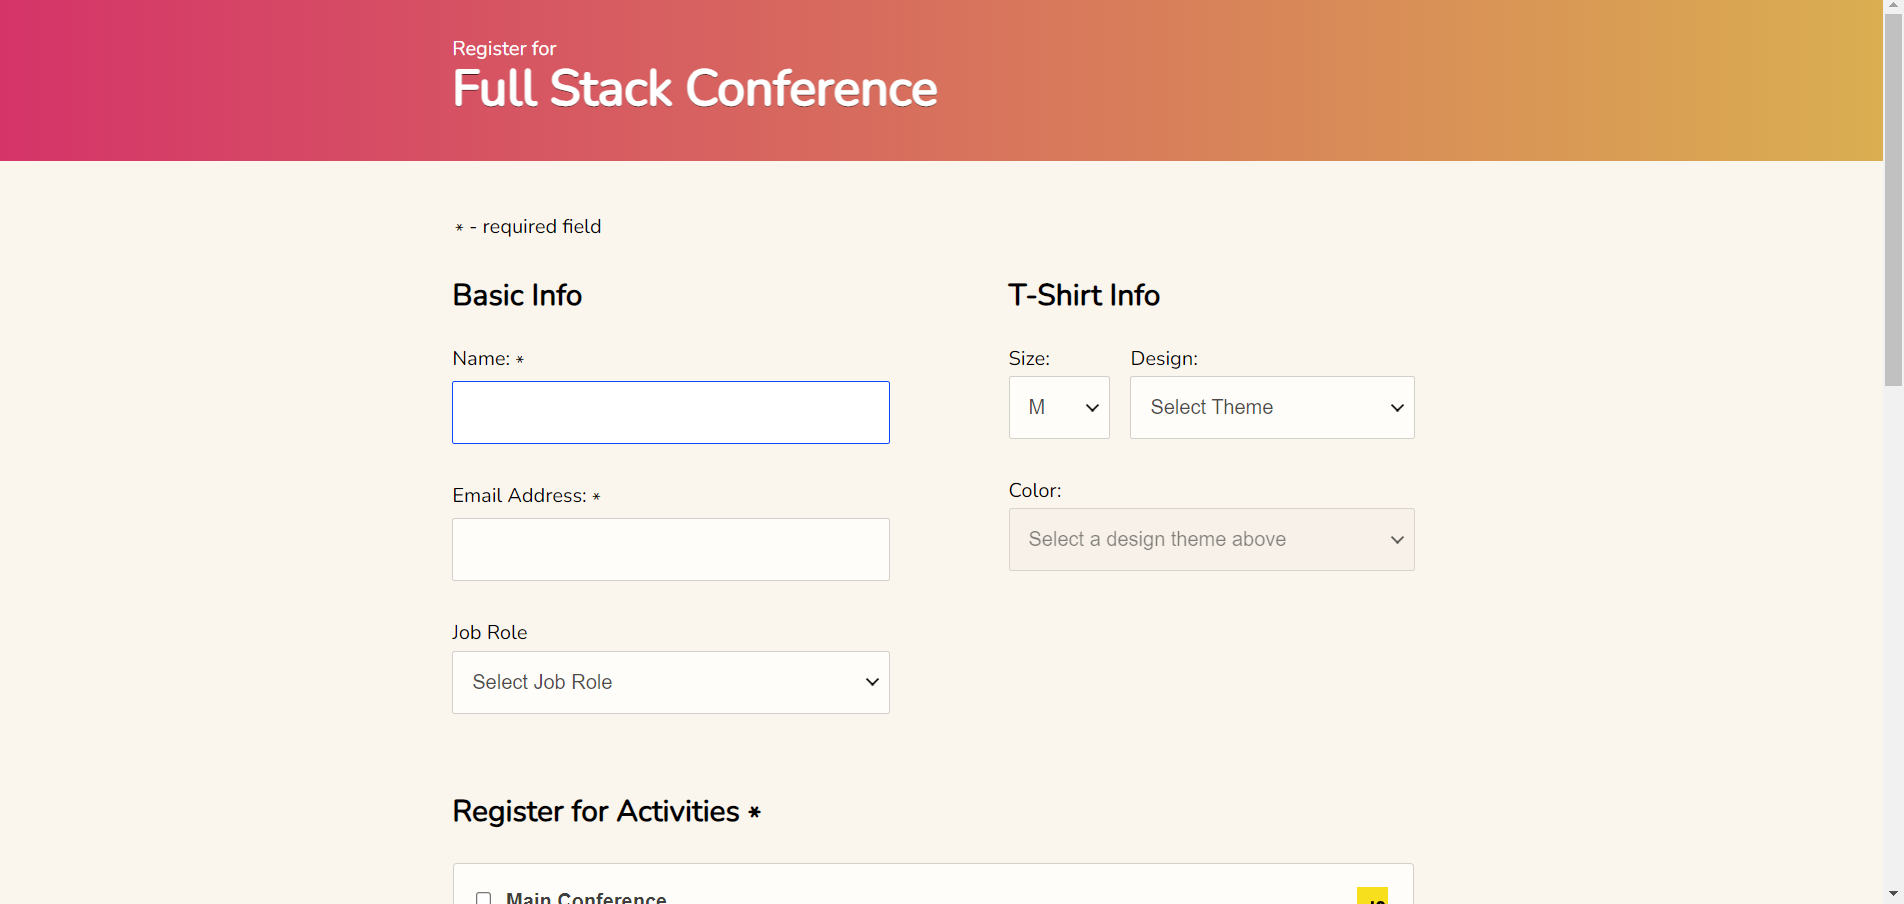 Register for
Full Stack Conference
* - required field
Basic Info
Name: *
Email Address: *
Job Role
Select Job Role
T-Shirt Info
Size:
Design:
M
Select Theme
Color:
Select a design theme above
Register for Activities *
Main Conference